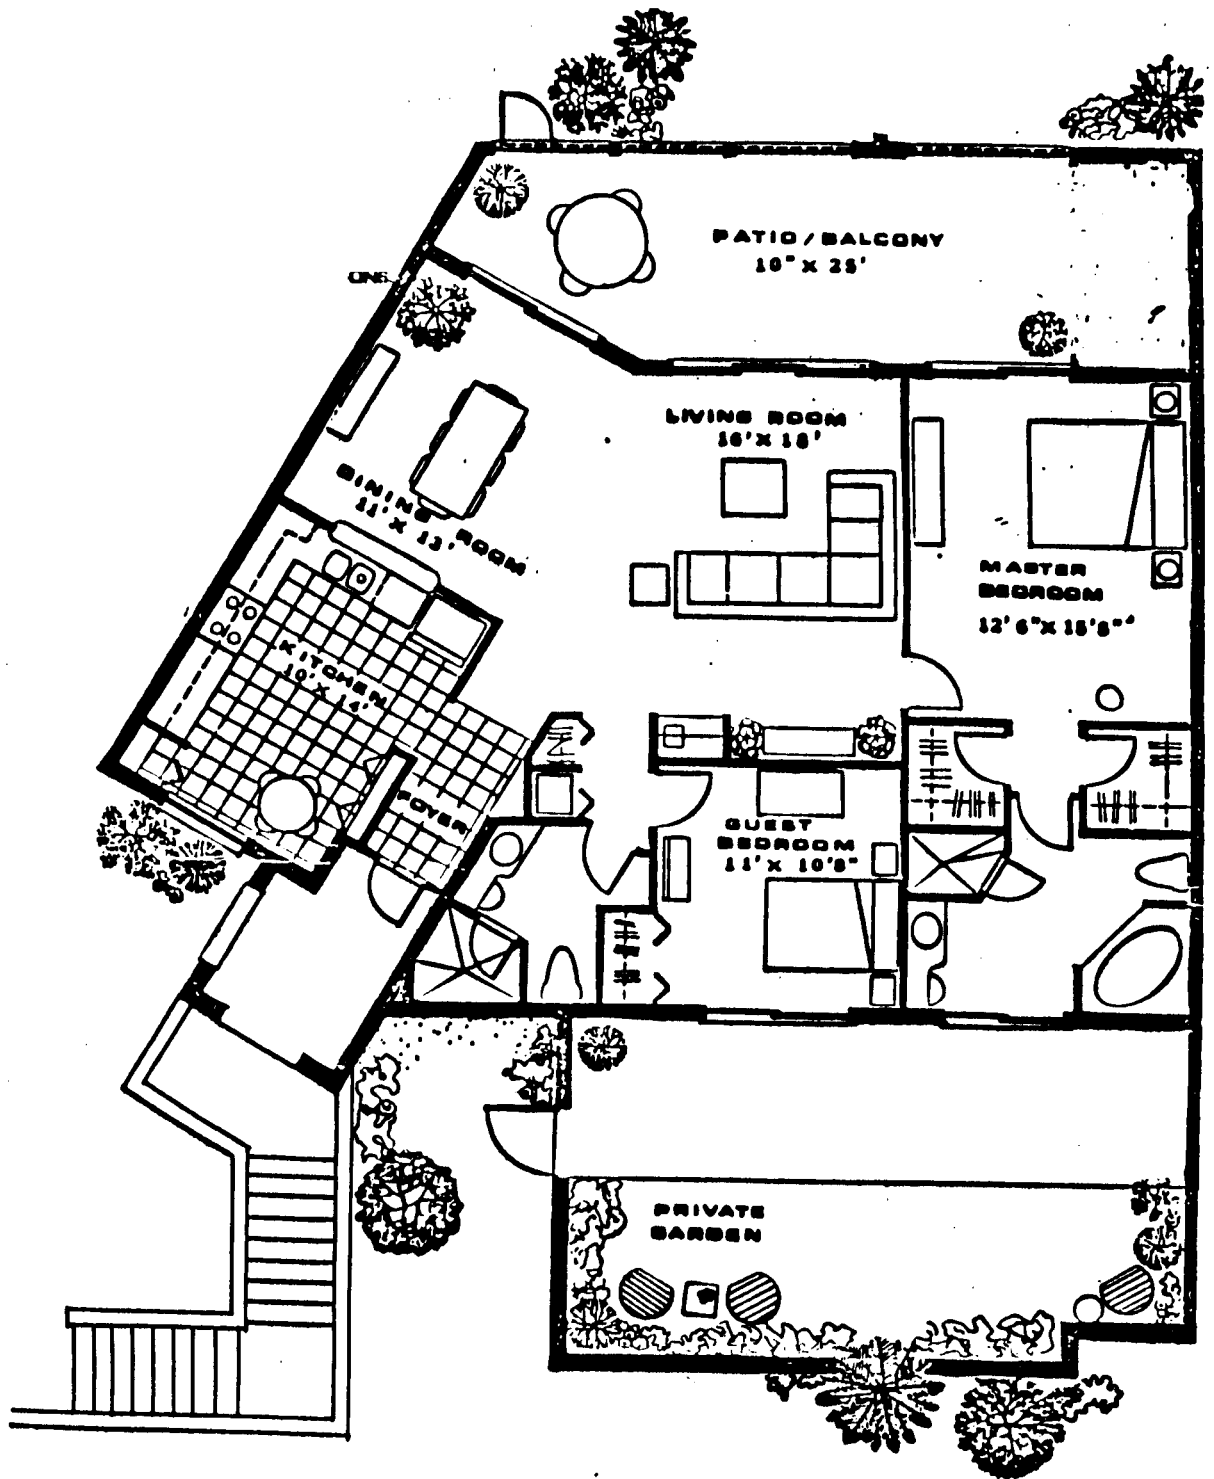 PATIO / BALCONY
10" X 25'
LIVING ROOM
16' X 18'
DINING ROOM
11' X 13'
MASTER
BEDROOM
12' 6" X 15'8"
KITCHEN
10' X 14'
FOYER
GUEST
BEDROOM
11' X 10'8"
PRIVATE
GARDEN